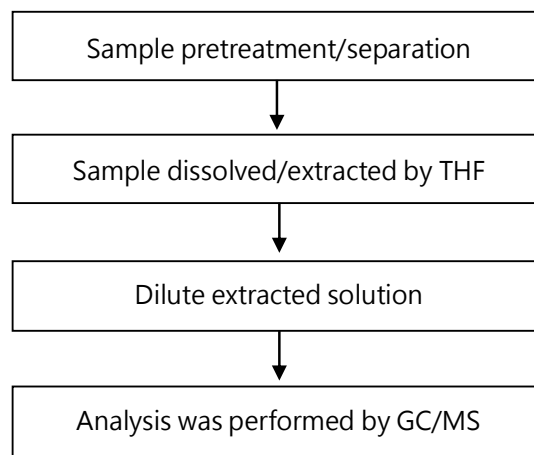 Sample pretreatment/separation
Sample dissolved/extracted by THF
Dilute extracted solution
Analysis was performed by GC/MS